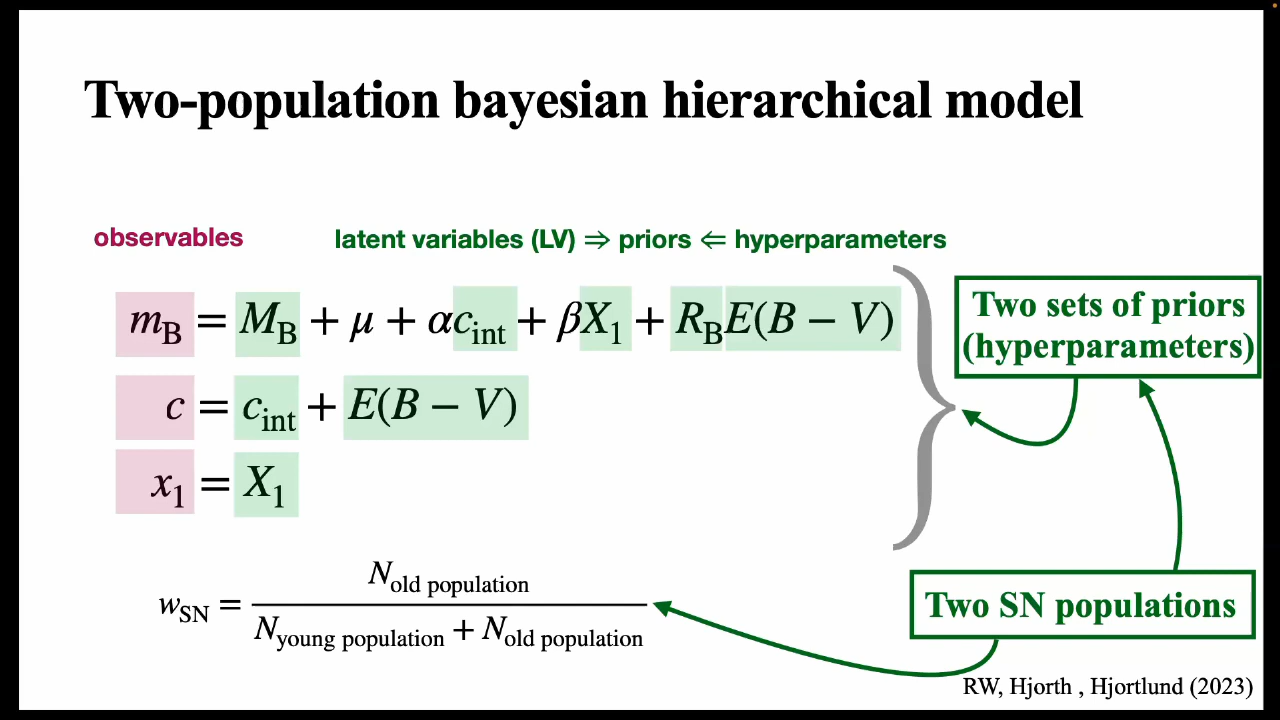 Two-population bayesian hierarchical model
observables
latent variables (LV) ⇒ priors ⇐ hyperparameters
m_B = M_B + μ + αc_int + βX_1 + R_B E(B − V)
Two sets of priors
(hyperparameters)
c = c_int + E(B − V)
x_1 = X_1
w_SN = N_old population / (N_young population + N_old population)
Two SN populations
RW, Hjorth , Hjortlund (2023)